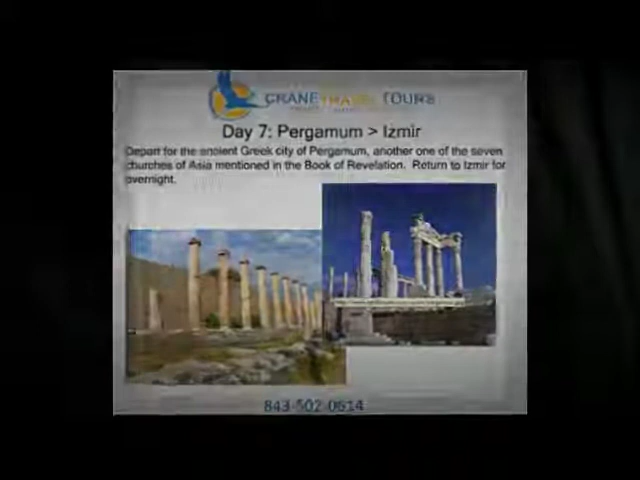 CRANE TRAVEL TOURS
Day 7: Pergamum > Izmir
Depart for the ancient Greek city of Pergamum, another one of the seven
churches of Asia mentioned in the Book of Revelation. Return to Izmir for
overnight.
843-502-0614